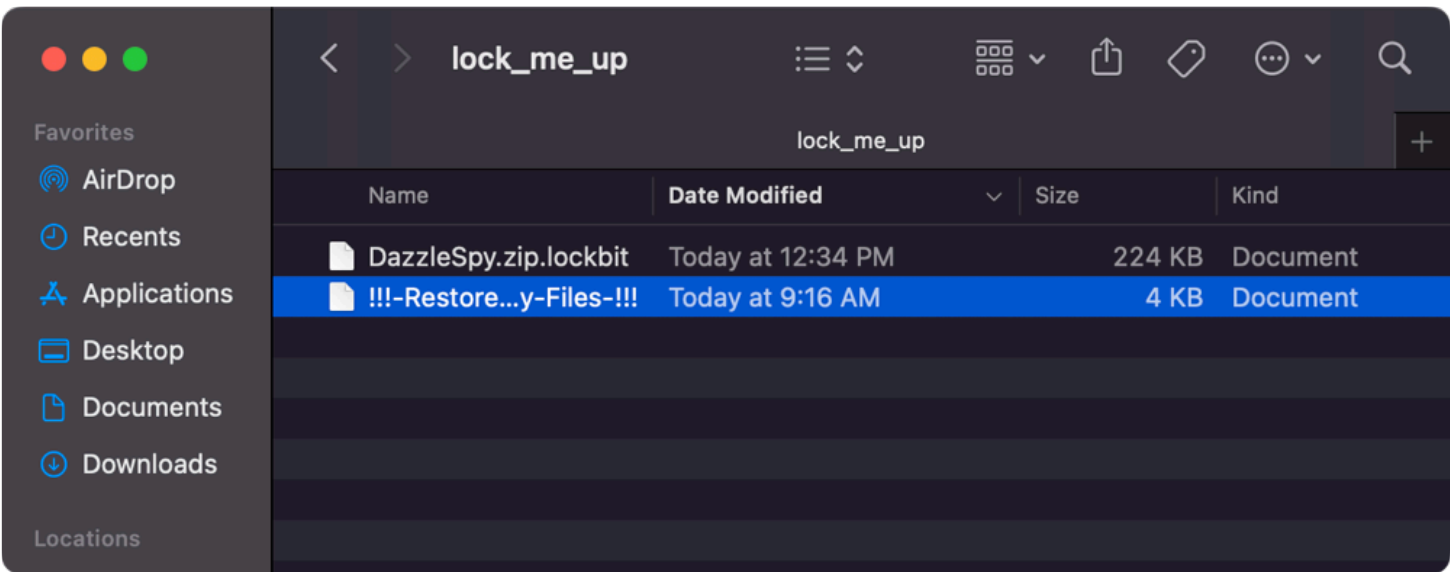 lock_me_up
lock_me_up
Favorites
AirDrop
Recents
Applications
Desktop
Documents
Downloads
Locations
Name Date Modified Size Kind
DazzleSpy.zip.lockbit Today at 12:34 PM 224 KB Document
!!!-Restore...y-Files-!!! Today at 9:16 AM 4 KB Document